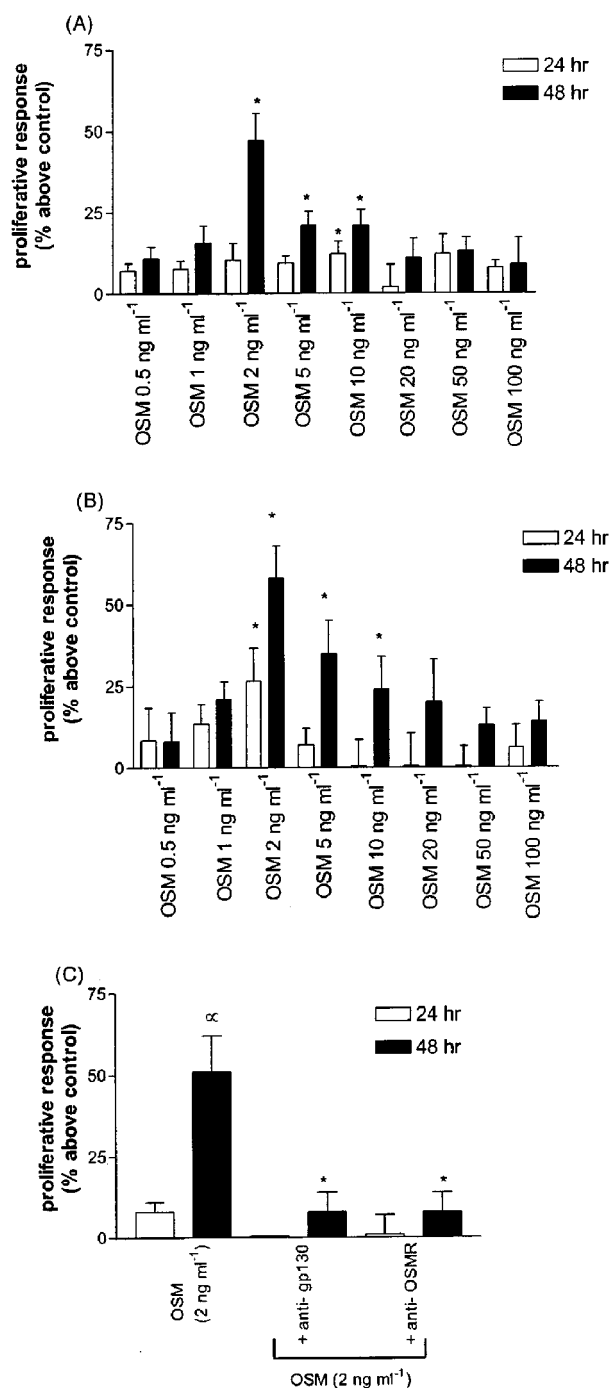 (A)
proliferative response
(% above control)
75
50
25
0
24 hr
48 hr
*
*
*
*
OSM 0.5 ng ml⁻¹
OSM 1 ng ml⁻¹
OSM 2 ng ml⁻¹
OSM 5 ng ml⁻¹
OSM 10 ng ml⁻¹
OSM 20 ng ml⁻¹
OSM 50 ng ml⁻¹
OSM 100 ng ml⁻¹
(B)
proliferative response
(% above control)
75
50
25
0
24 hr
48 hr
*
*
*
*
OSM 0.5 ng ml⁻¹
OSM 1 ng ml⁻¹
OSM 2 ng ml⁻¹
OSM 5 ng ml⁻¹
OSM 10 ng ml⁻¹
OSM 20 ng ml⁻¹
OSM 50 ng ml⁻¹
OSM 100 ng ml⁻¹
(C)
proliferative response
(% above control)
75
50
25
0
24 hr
48 hr
∝
*
*
OSM
(2 ng ml⁻¹)
+ anti- gp130
+ anti- OSMR
OSM (2 ng ml⁻¹)